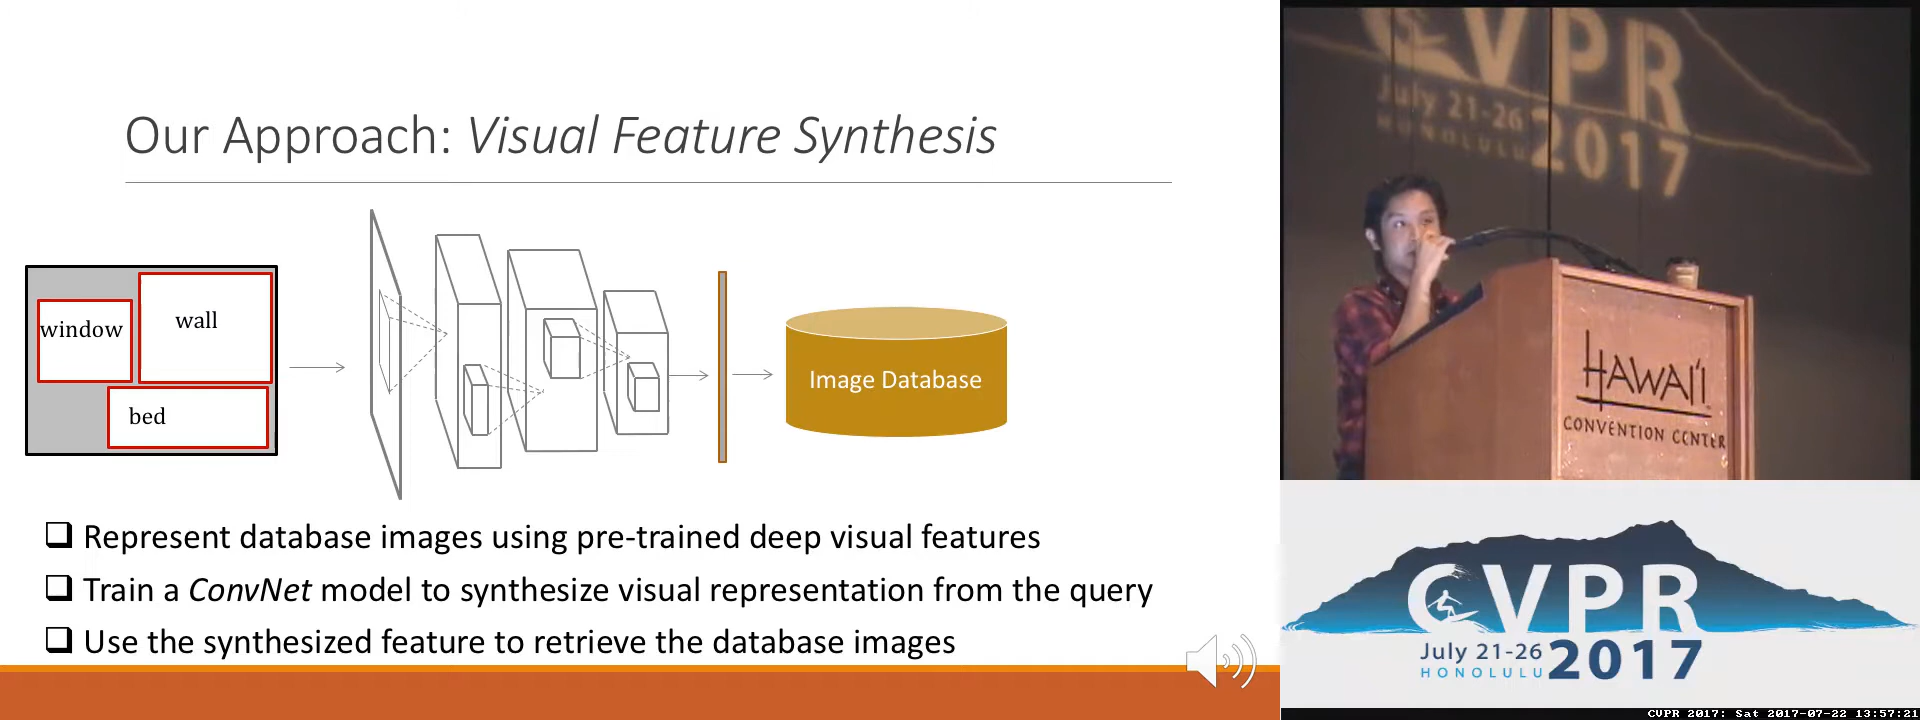 Our Approach: Visual Feature Synthesis
window
wall
bed
Image Database
❑ Represent database images using pre-trained deep visual features
❑ Train a ConvNet model to synthesize visual representation from the query
❑ Use the synthesized feature to retrieve the database images
CVPR
July 21-26
HONOLULU 2017
HAWAI'I
CONVENTION CENTER
CVPR
July 21-26
HONOLULU 2017
CVPR 2017: Sat 2017-07-22 13:57:21